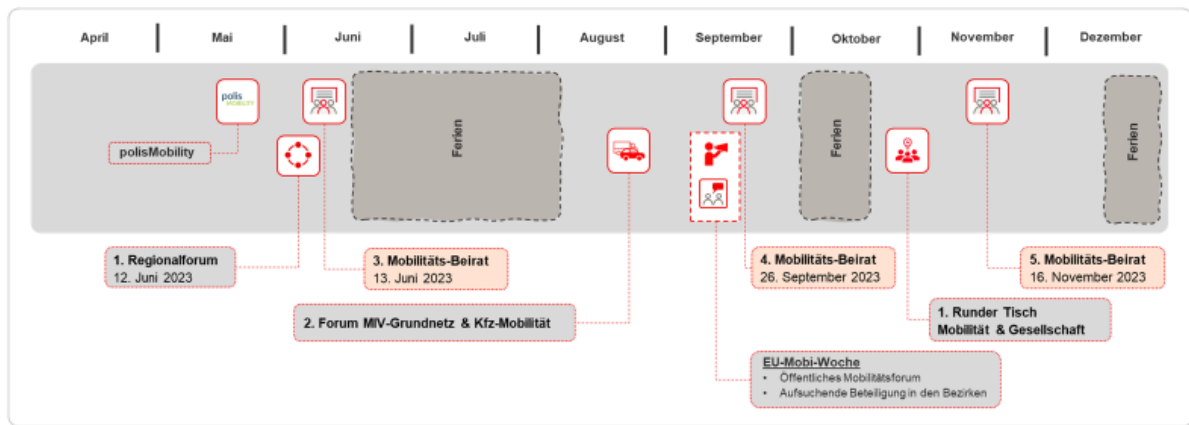 April
Mai
Juni
Juli
August
September
Oktober
November
Dezember
polis
MOBILITY
polisMobility
Ferien
Ferien
Ferien
1. Regionalforum
12. Juni 2023
3. Mobilitäts-Beirat
13. Juni 2023
4. Mobilitäts-Beirat
26. September 2023
5. Mobilitäts-Beirat
16. November 2023
2. Forum MIV-Grundnetz & Kfz-Mobilität
1. Runder Tisch
Mobilität & Gesellschaft
EU-Mobi-Woche
• Öffentliches Mobilitätsforum
• Aufsuchende Beteiligung in den Bezirken